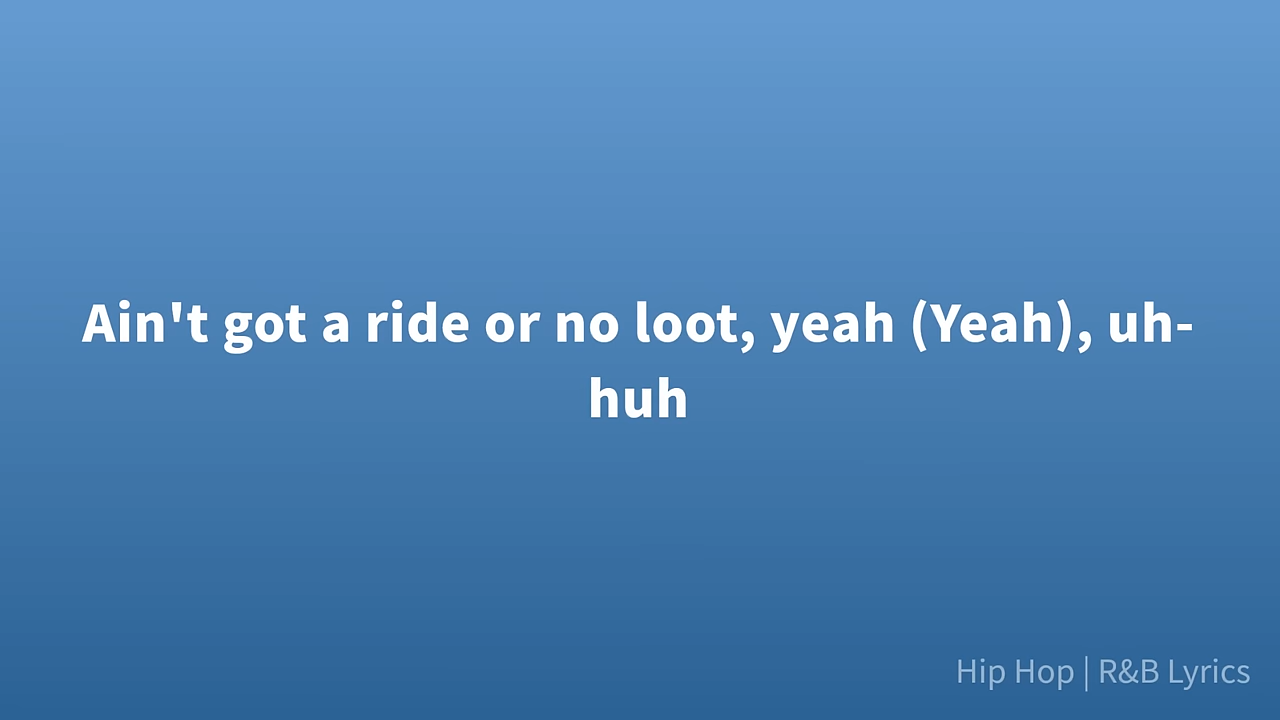 Ain't got a ride or no loot, yeah (Yeah), uh-
huh
Hip Hop | R&B Lyrics